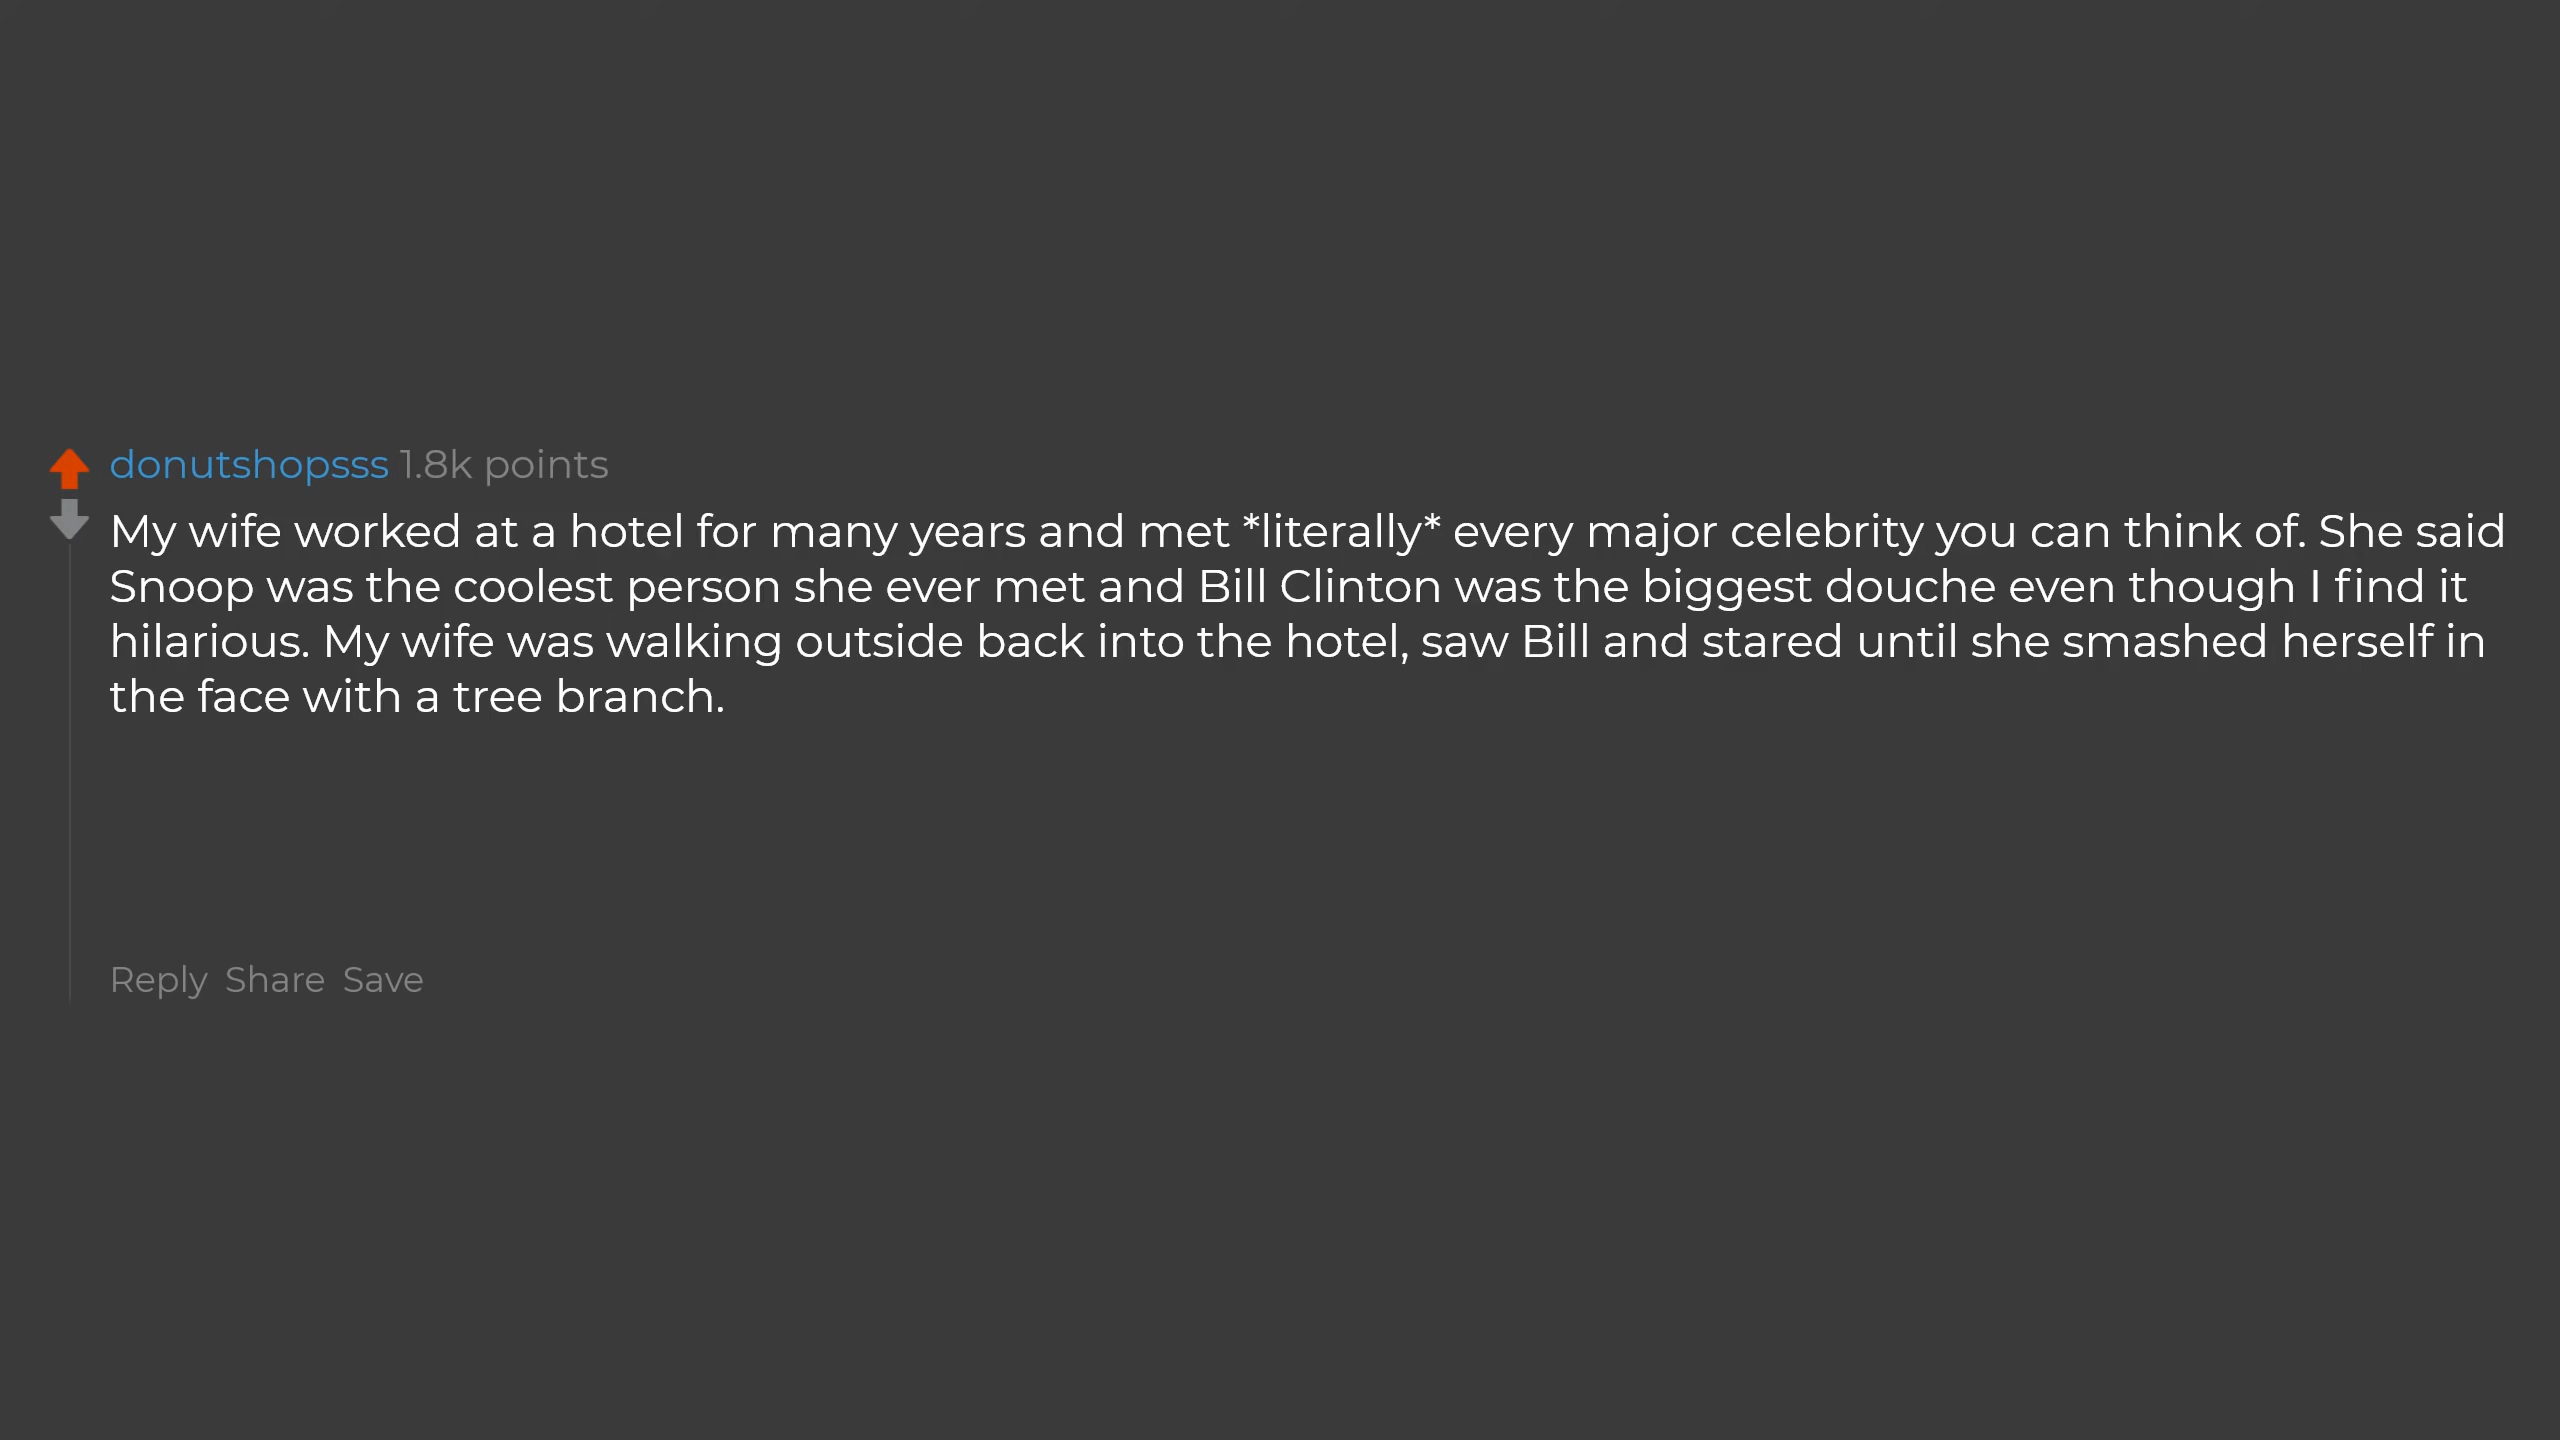 donutshopsss 1.8k points
My wife worked at a hotel for many years and met *literally* every major celebrity you can think of. She said
Snoop was the coolest person she ever met and Bill Clinton was the biggest douche even though I find it
hilarious. My wife was walking outside back into the hotel, saw Bill and stared until she smashed herself in
the face with a tree branch.
Reply Share Save